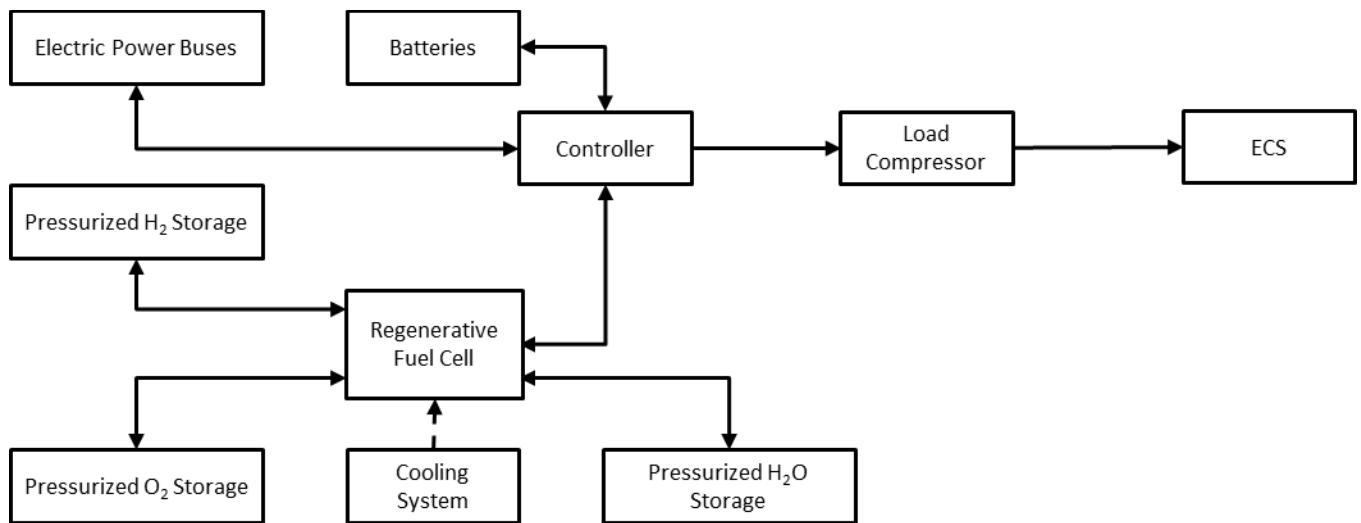 Electric Power Buses
Batteries
Controller
Load
Compressor
ECS
Pressurized H₂ Storage
Regenerative
Fuel Cell
Pressurized O₂ Storage
Cooling
System
Pressurized H₂O
Storage